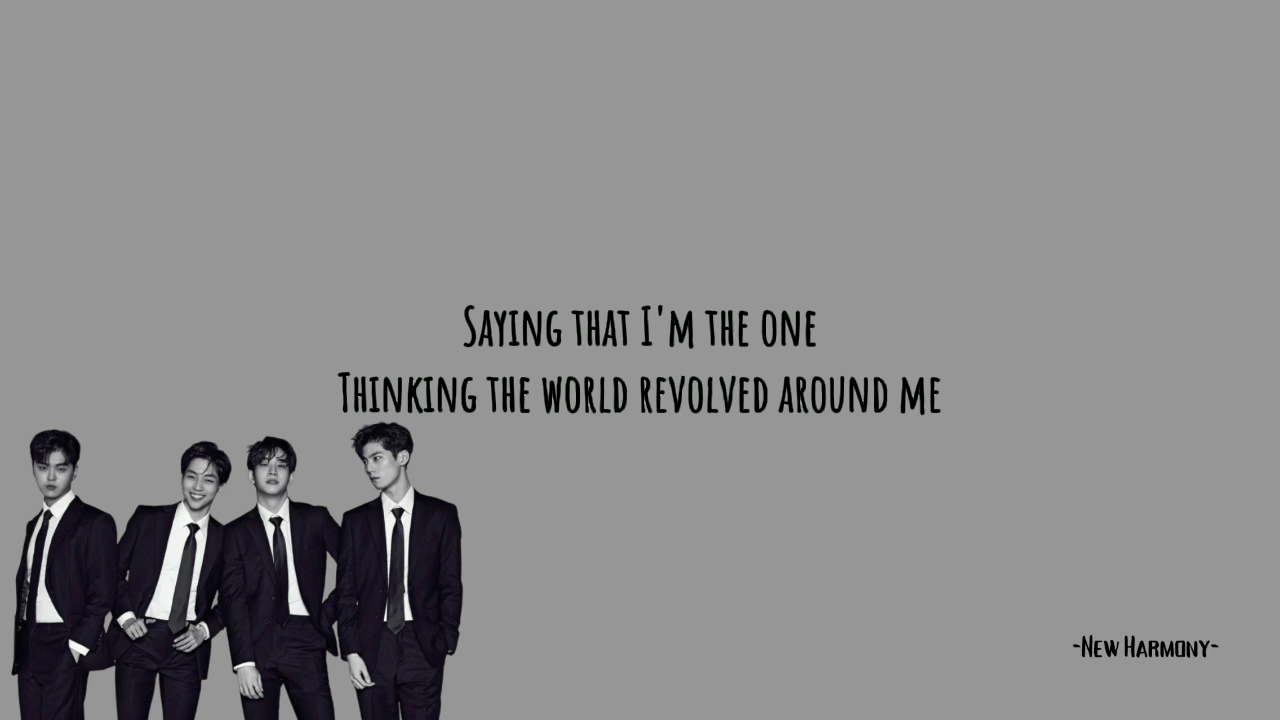 Saying that I'm the one
Thinking the world revolved around me
-New Harmony-